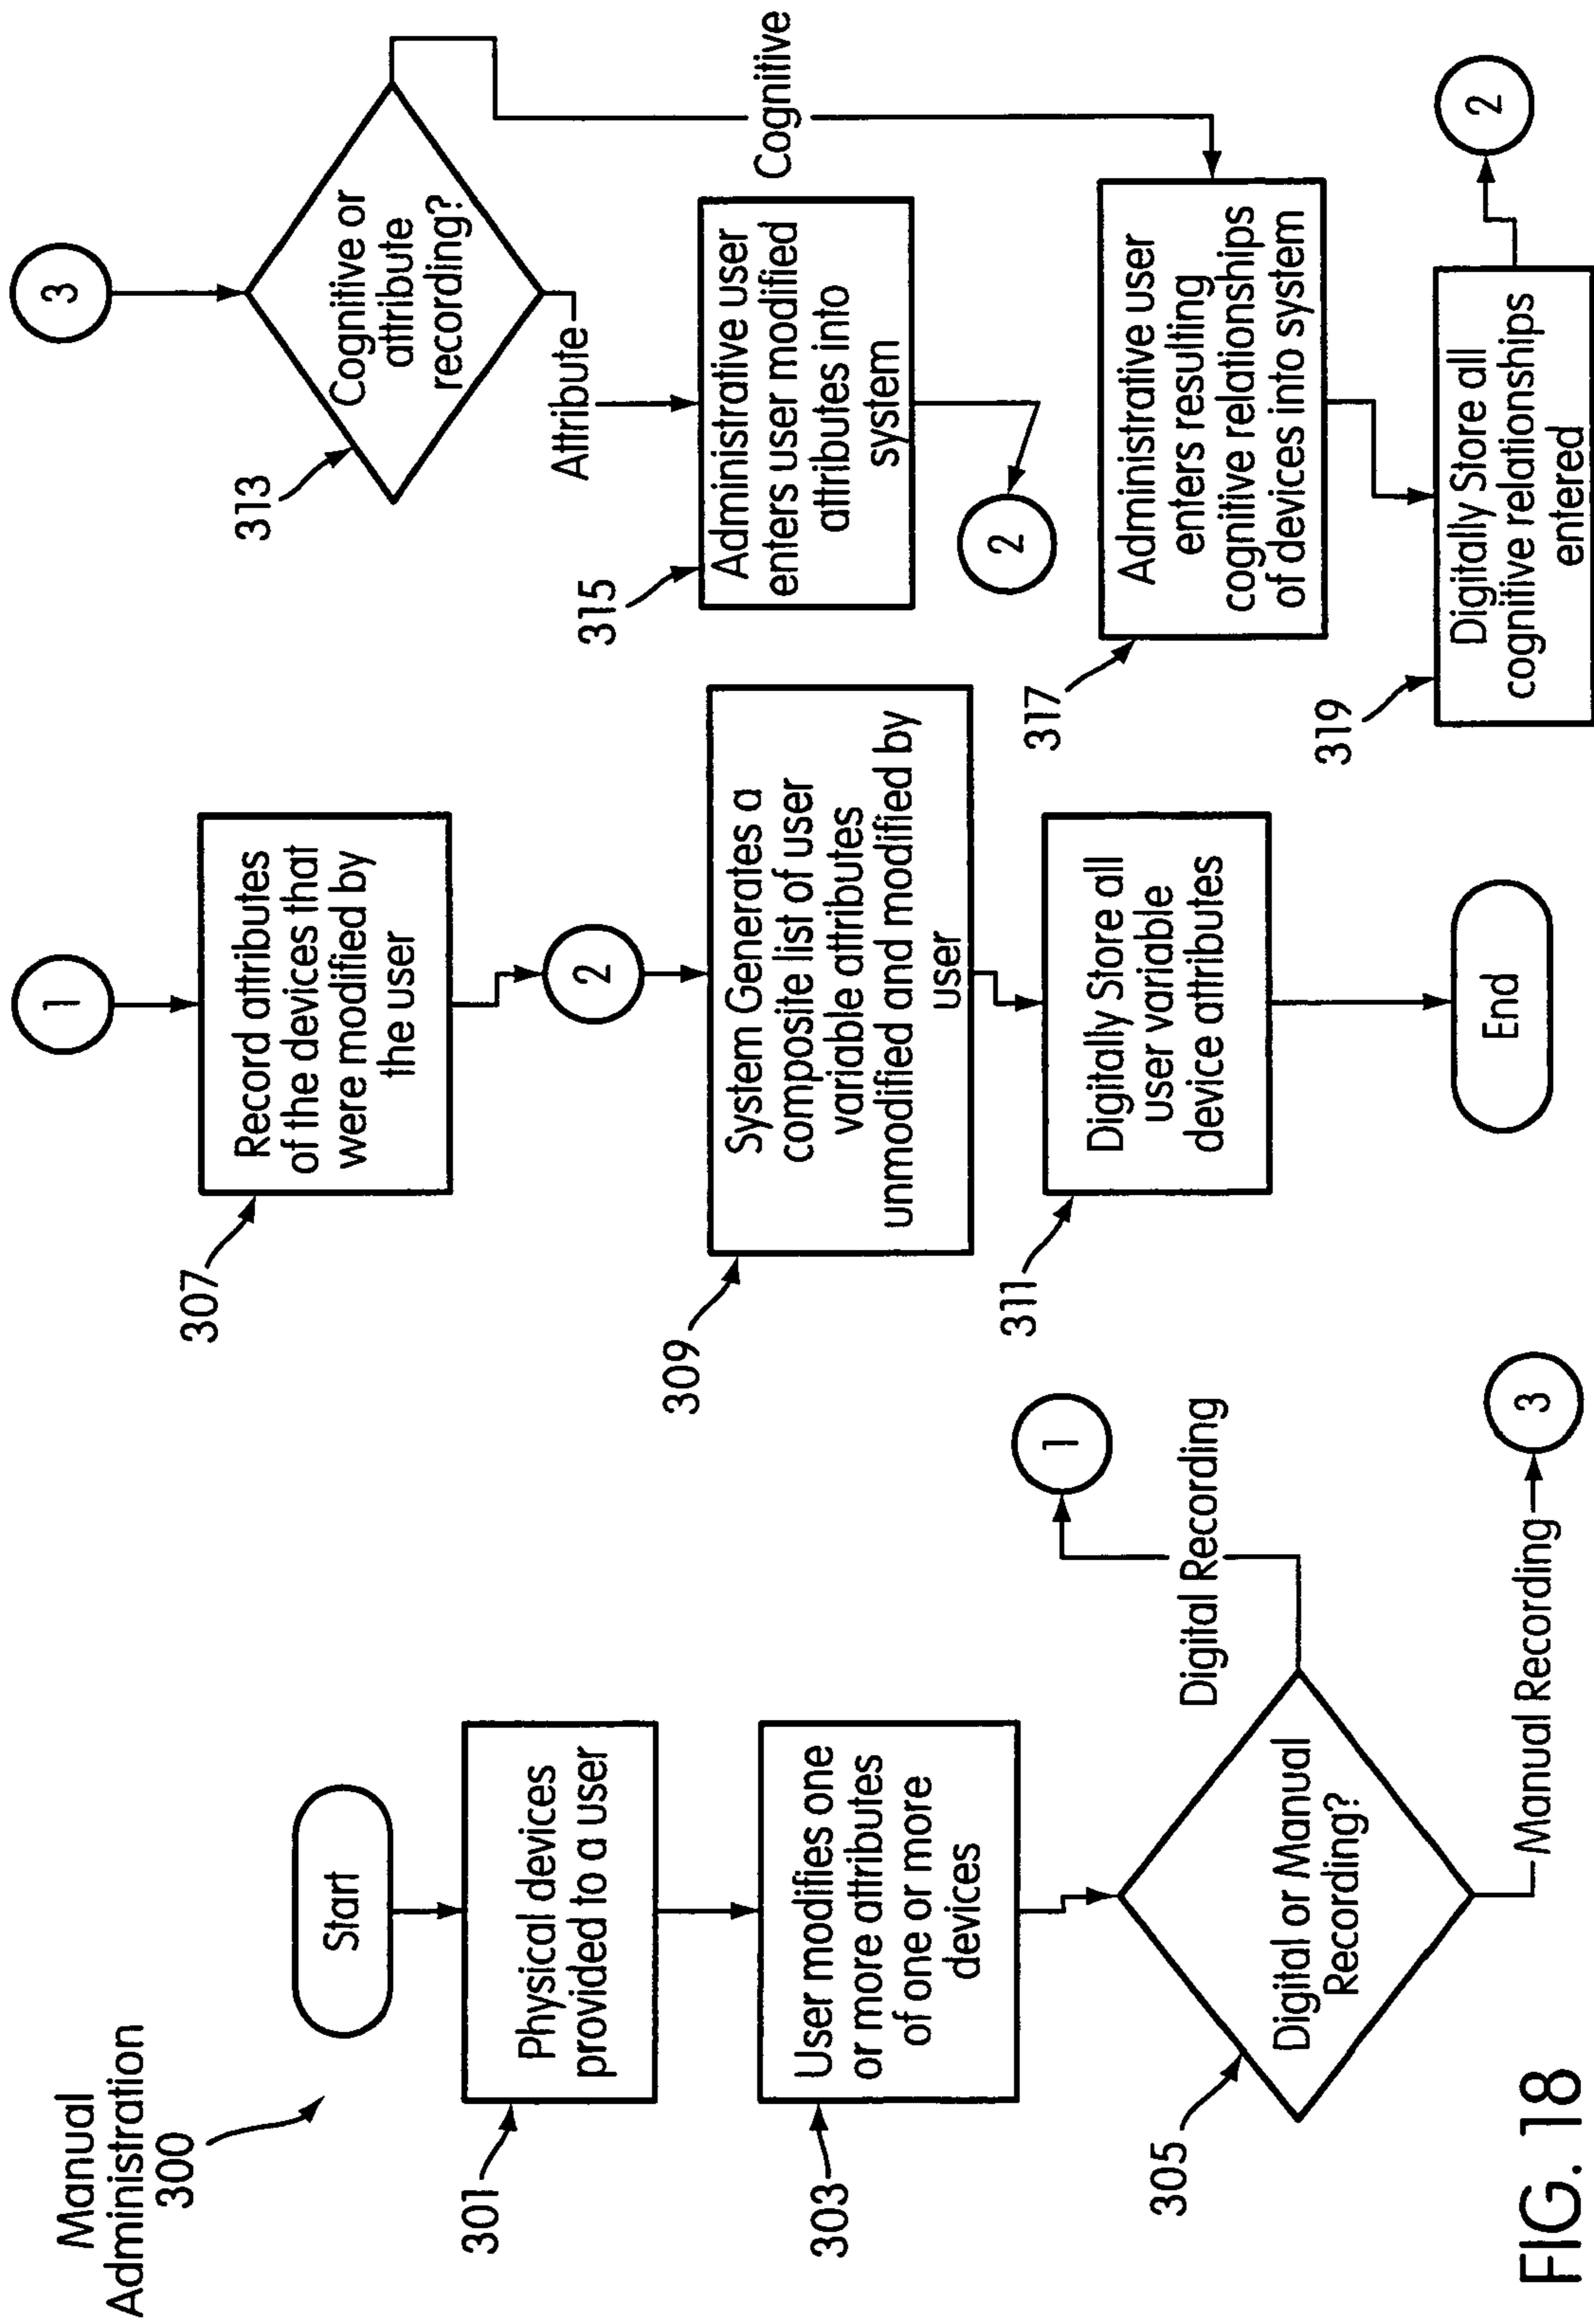 Manual
Administration
300
Start
301
Physical devices
provided to a user
303
User modifies one
or more attributes
of one or more
devices
305
Digital or Manual
Recording?
Digital Recording
1
Manual Recording
3
1
307
Record attributes
of the devices that
were modified by
the user
2
309
System Generates a
composite list of user
variable attributes
unmodified and modified by
user
311
Digitally Store all
user variable
device attributes
End
3
313
Cognitive or
attribute
recording?
Attribute
Cognitive
315
Administrative user
enters user modified
attributes into
system
2
317
Administrative user
enters resulting
cognitive relationships
of devices into system
319
Digitally Store all
cognitive relationships
entered
2
FIG. 18